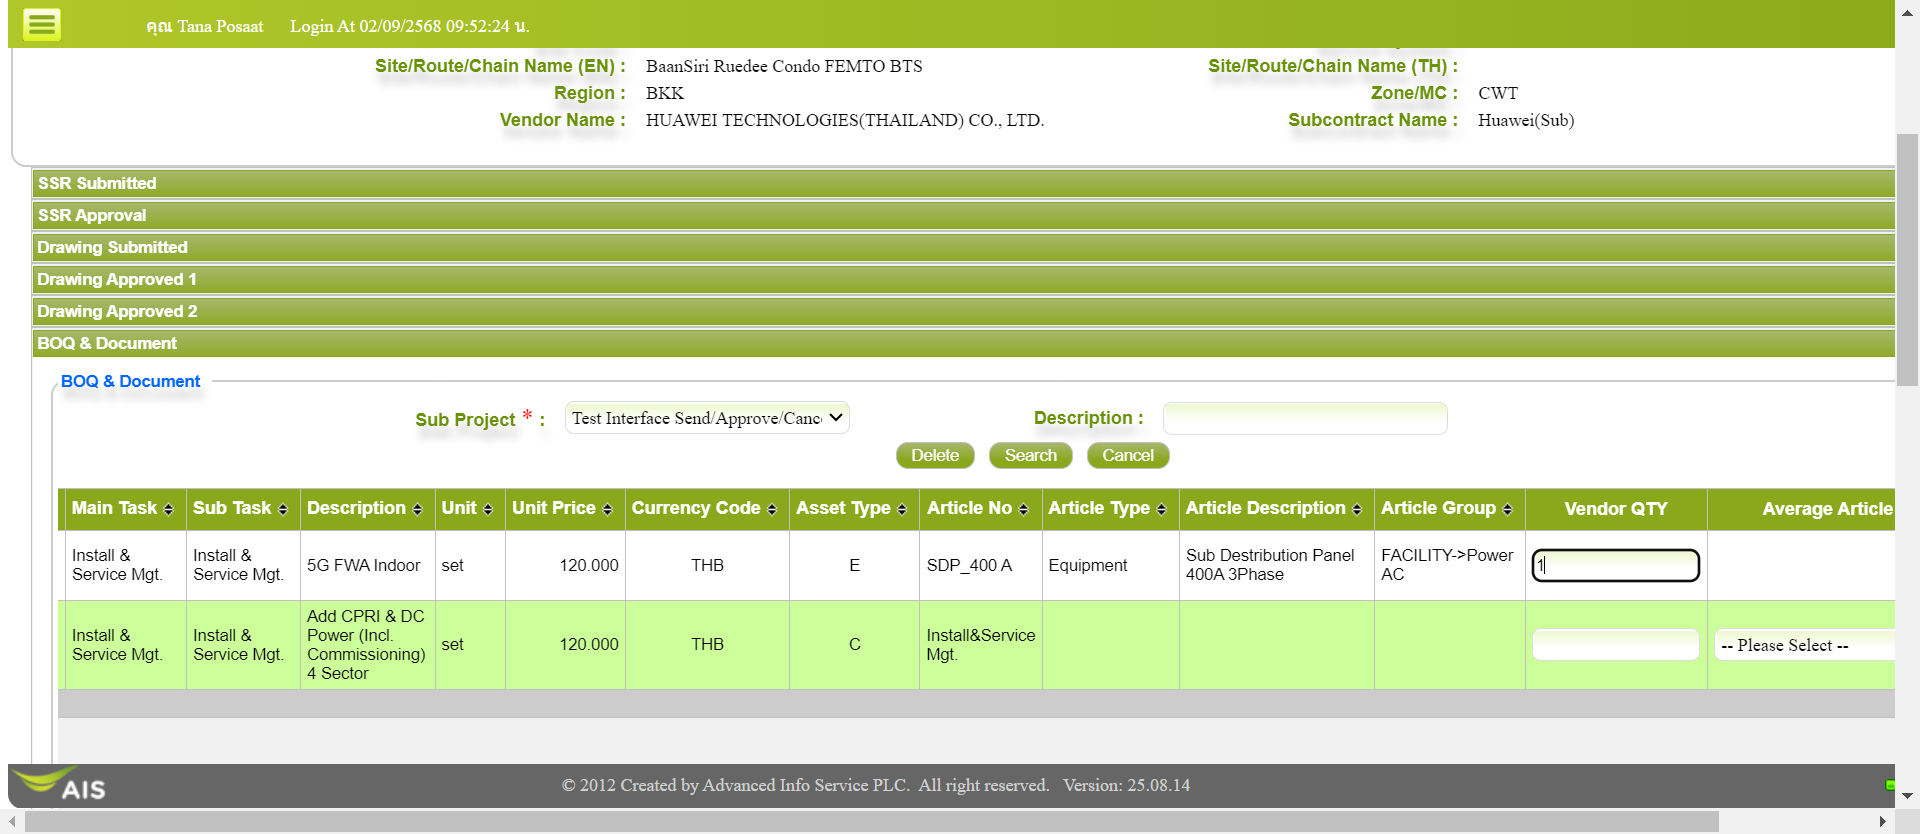 คุณ Tana Posaat Login At 02/09/2568 09:52:24 น.
Site/Route/Chain Name (EN) : BaanSiri Ruedee Condo FEMTO BTS Site/Route/Chain Name (TH) :
Region : BKK Zone/MC : CWT
Vendor Name : HUAWEI TECHNOLOGIES(THAILAND) CO., LTD. Subcontract Name : Huawei(Sub)
SSR Submitted
SSR Approval
Drawing Submitted
Drawing Approved 1
Drawing Approved 2
BOQ & Document
BOQ & Document
Sub Project * : Test Interface Send/Approve/Canc Description :
Delete Search Cancel
Main Task Sub Task Description Unit Unit Price Currency Code Asset Type Article No Article Type Article Description Article Group Vendor QTY Average Article
Install & Service Mgt. Install & Service Mgt. 5G FWA Indoor set 120.000 THB E SDP_400 A Equipment Sub Destribution Panel 400A 3Phase FACILITY->Power AC 1
Install & Service Mgt. Install & Service Mgt. Add CPRI & DC Power (Incl. Commissioning) 4 Sector set 120.000 THB C Install&Service Mgt. -- Please Select --
AIS © 2012 Created by Advanced Info Service PLC. All right reserved. Version: 25.08.14